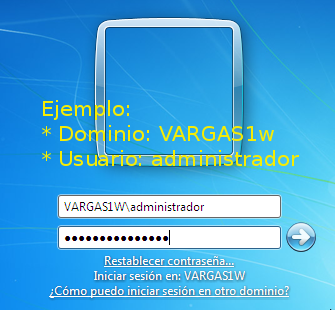 Ejemplo:
* Dominio: VARGAS1w
* Usuario: administrador
VARGAS1W\administrador
●●●●●●●●●●●●●●●
Restablecer contraseña...
Iniciar sesión en: VARGAS1W
¿Cómo puedo iniciar sesión en otro dominio?